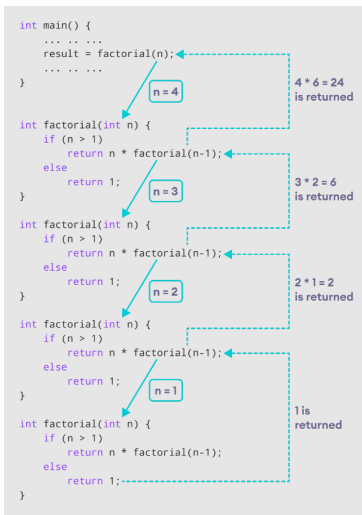 int main() {
    ... .. ...
    result = factorial(n);
    ... .. ...
}
n = 4
4 * 6 = 24
is returned
int factorial(int n) {
    if (n > 1)
        return n * factorial(n-1);
    else
        return 1;
}
n = 3
3 * 2 = 6
is returned
int factorial(int n) {
    if (n > 1)
        return n * factorial(n-1);
    else
        return 1;
}
n = 2
2 * 1 = 2
is returned
int factorial(int n) {
    if (n > 1)
        return n * factorial(n-1);
    else
        return 1;
}
n = 1
1 is
returned
int factorial(int n) {
    if (n > 1)
        return n * factorial(n-1);
    else
        return 1;
}